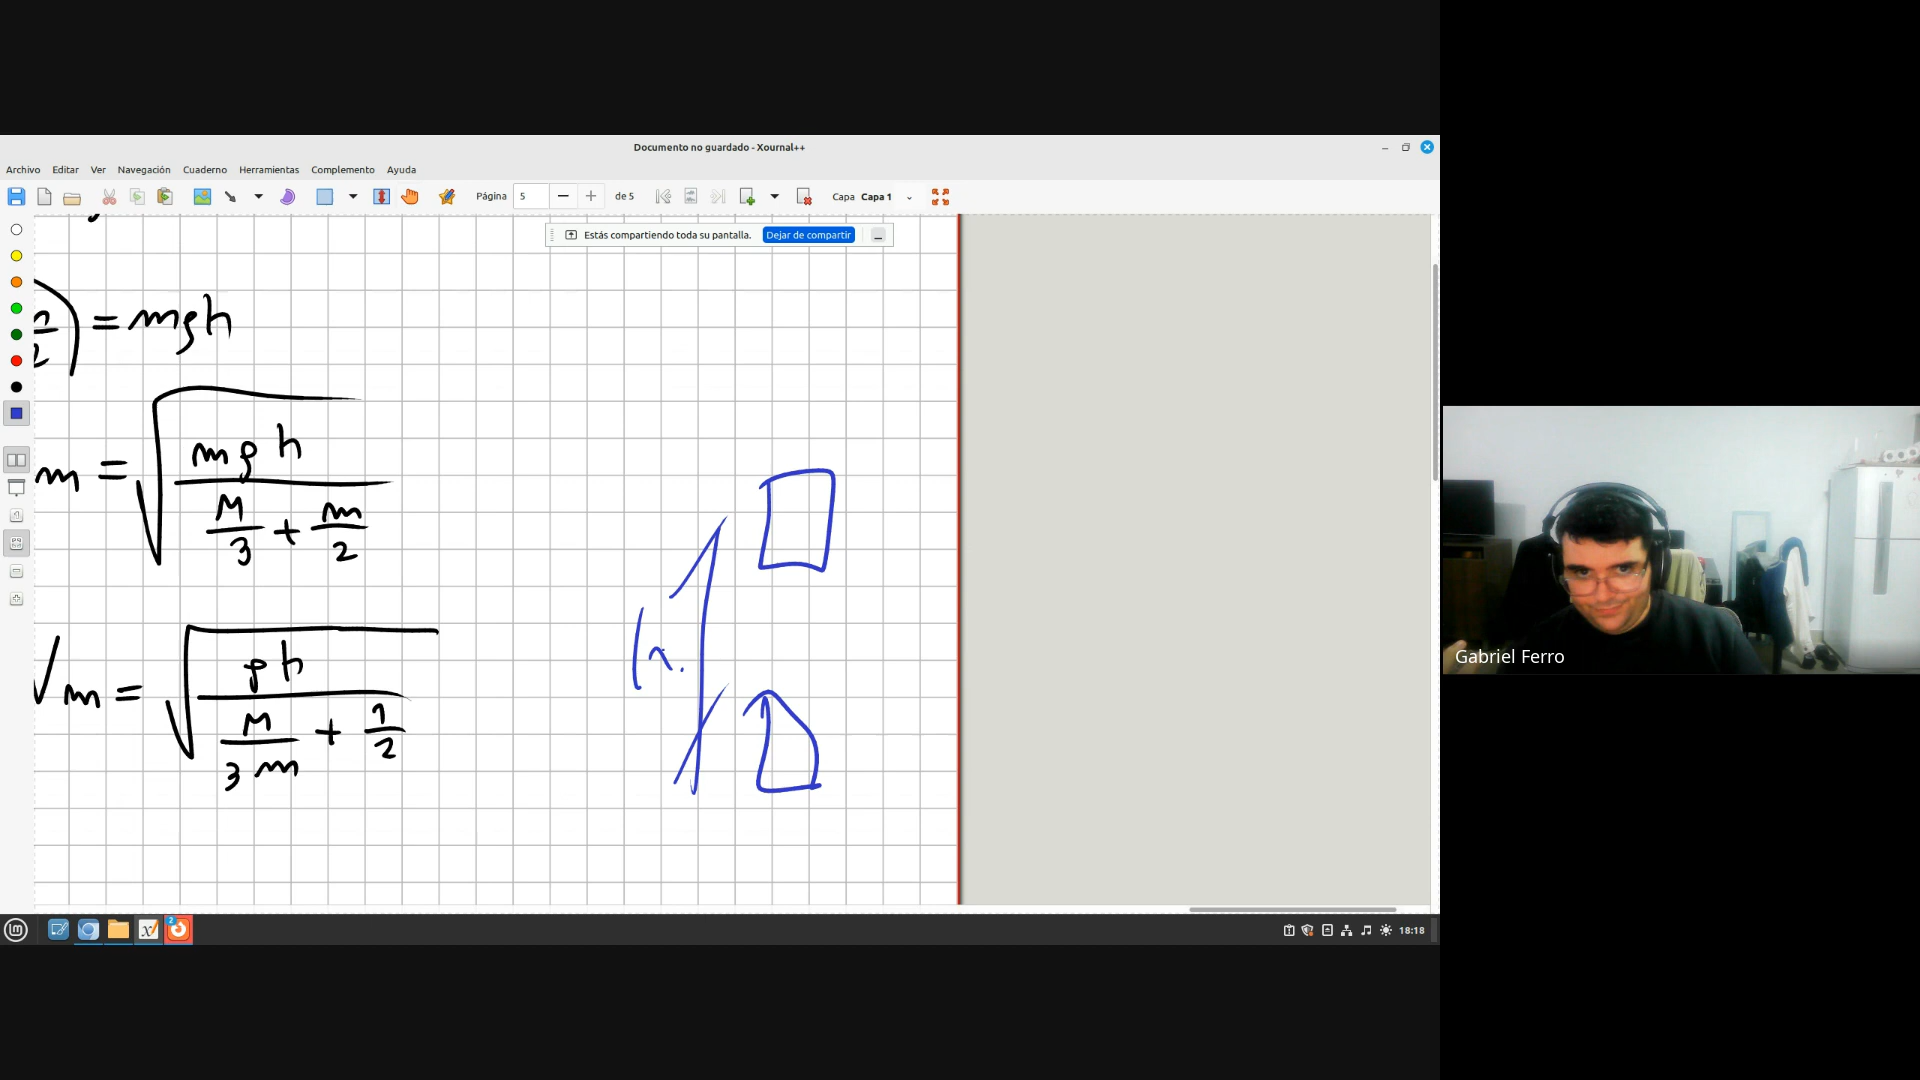 Documento no guardado - Xournal++
Archivo Editar Ver Navegación Cuaderno Herramientas Complemento Ayuda
Página 5 de 5 Capa Capa 1
Estás compartiendo toda su pantalla. Dejar de compartir
2) = mgh
m = √ mgh
M/3 + m/2
Vm = √ gh
M/3m + 1/2
h
Gabriel Ferro
2
18:18